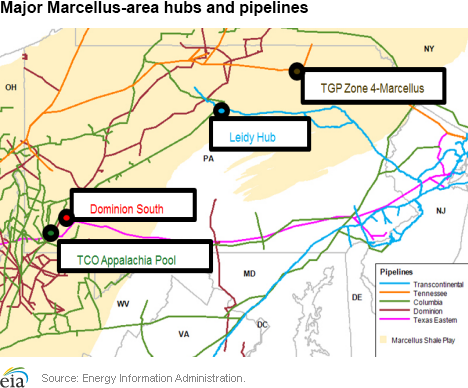 Major Marcellus-area hubs and pipelines
NY
OH
TGP Zone 4-Marcellus
Leidy Hub
PA
Dominion South
NJ
TCO Appalachia Pool
MD
WV
DE
VA
DC
Pipelines
Transcontinental
Tennessee
Columbia
Dominion
Texas Eastern
Marcellus Shale Play
eia
Source: Energy Information Administration.